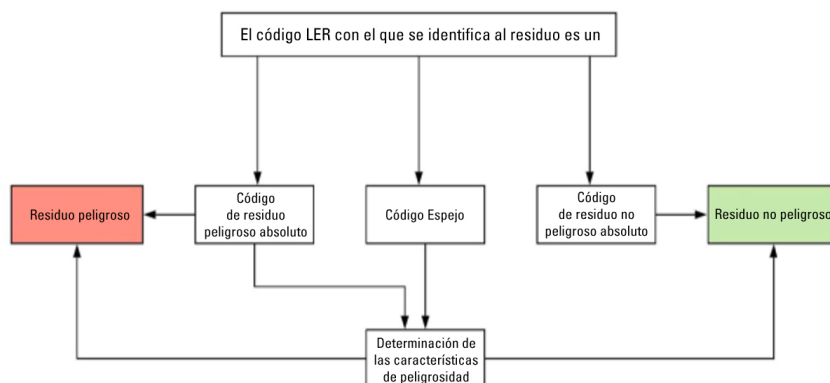 El código LER con el que se identifica al residuo es un
Residuo peligroso
Código
de residuo
peligroso absoluto
Código Espejo
Código
de residuo no
peligroso absoluto
Residuo no peligroso
Determinación de
las características
de peligrosidad